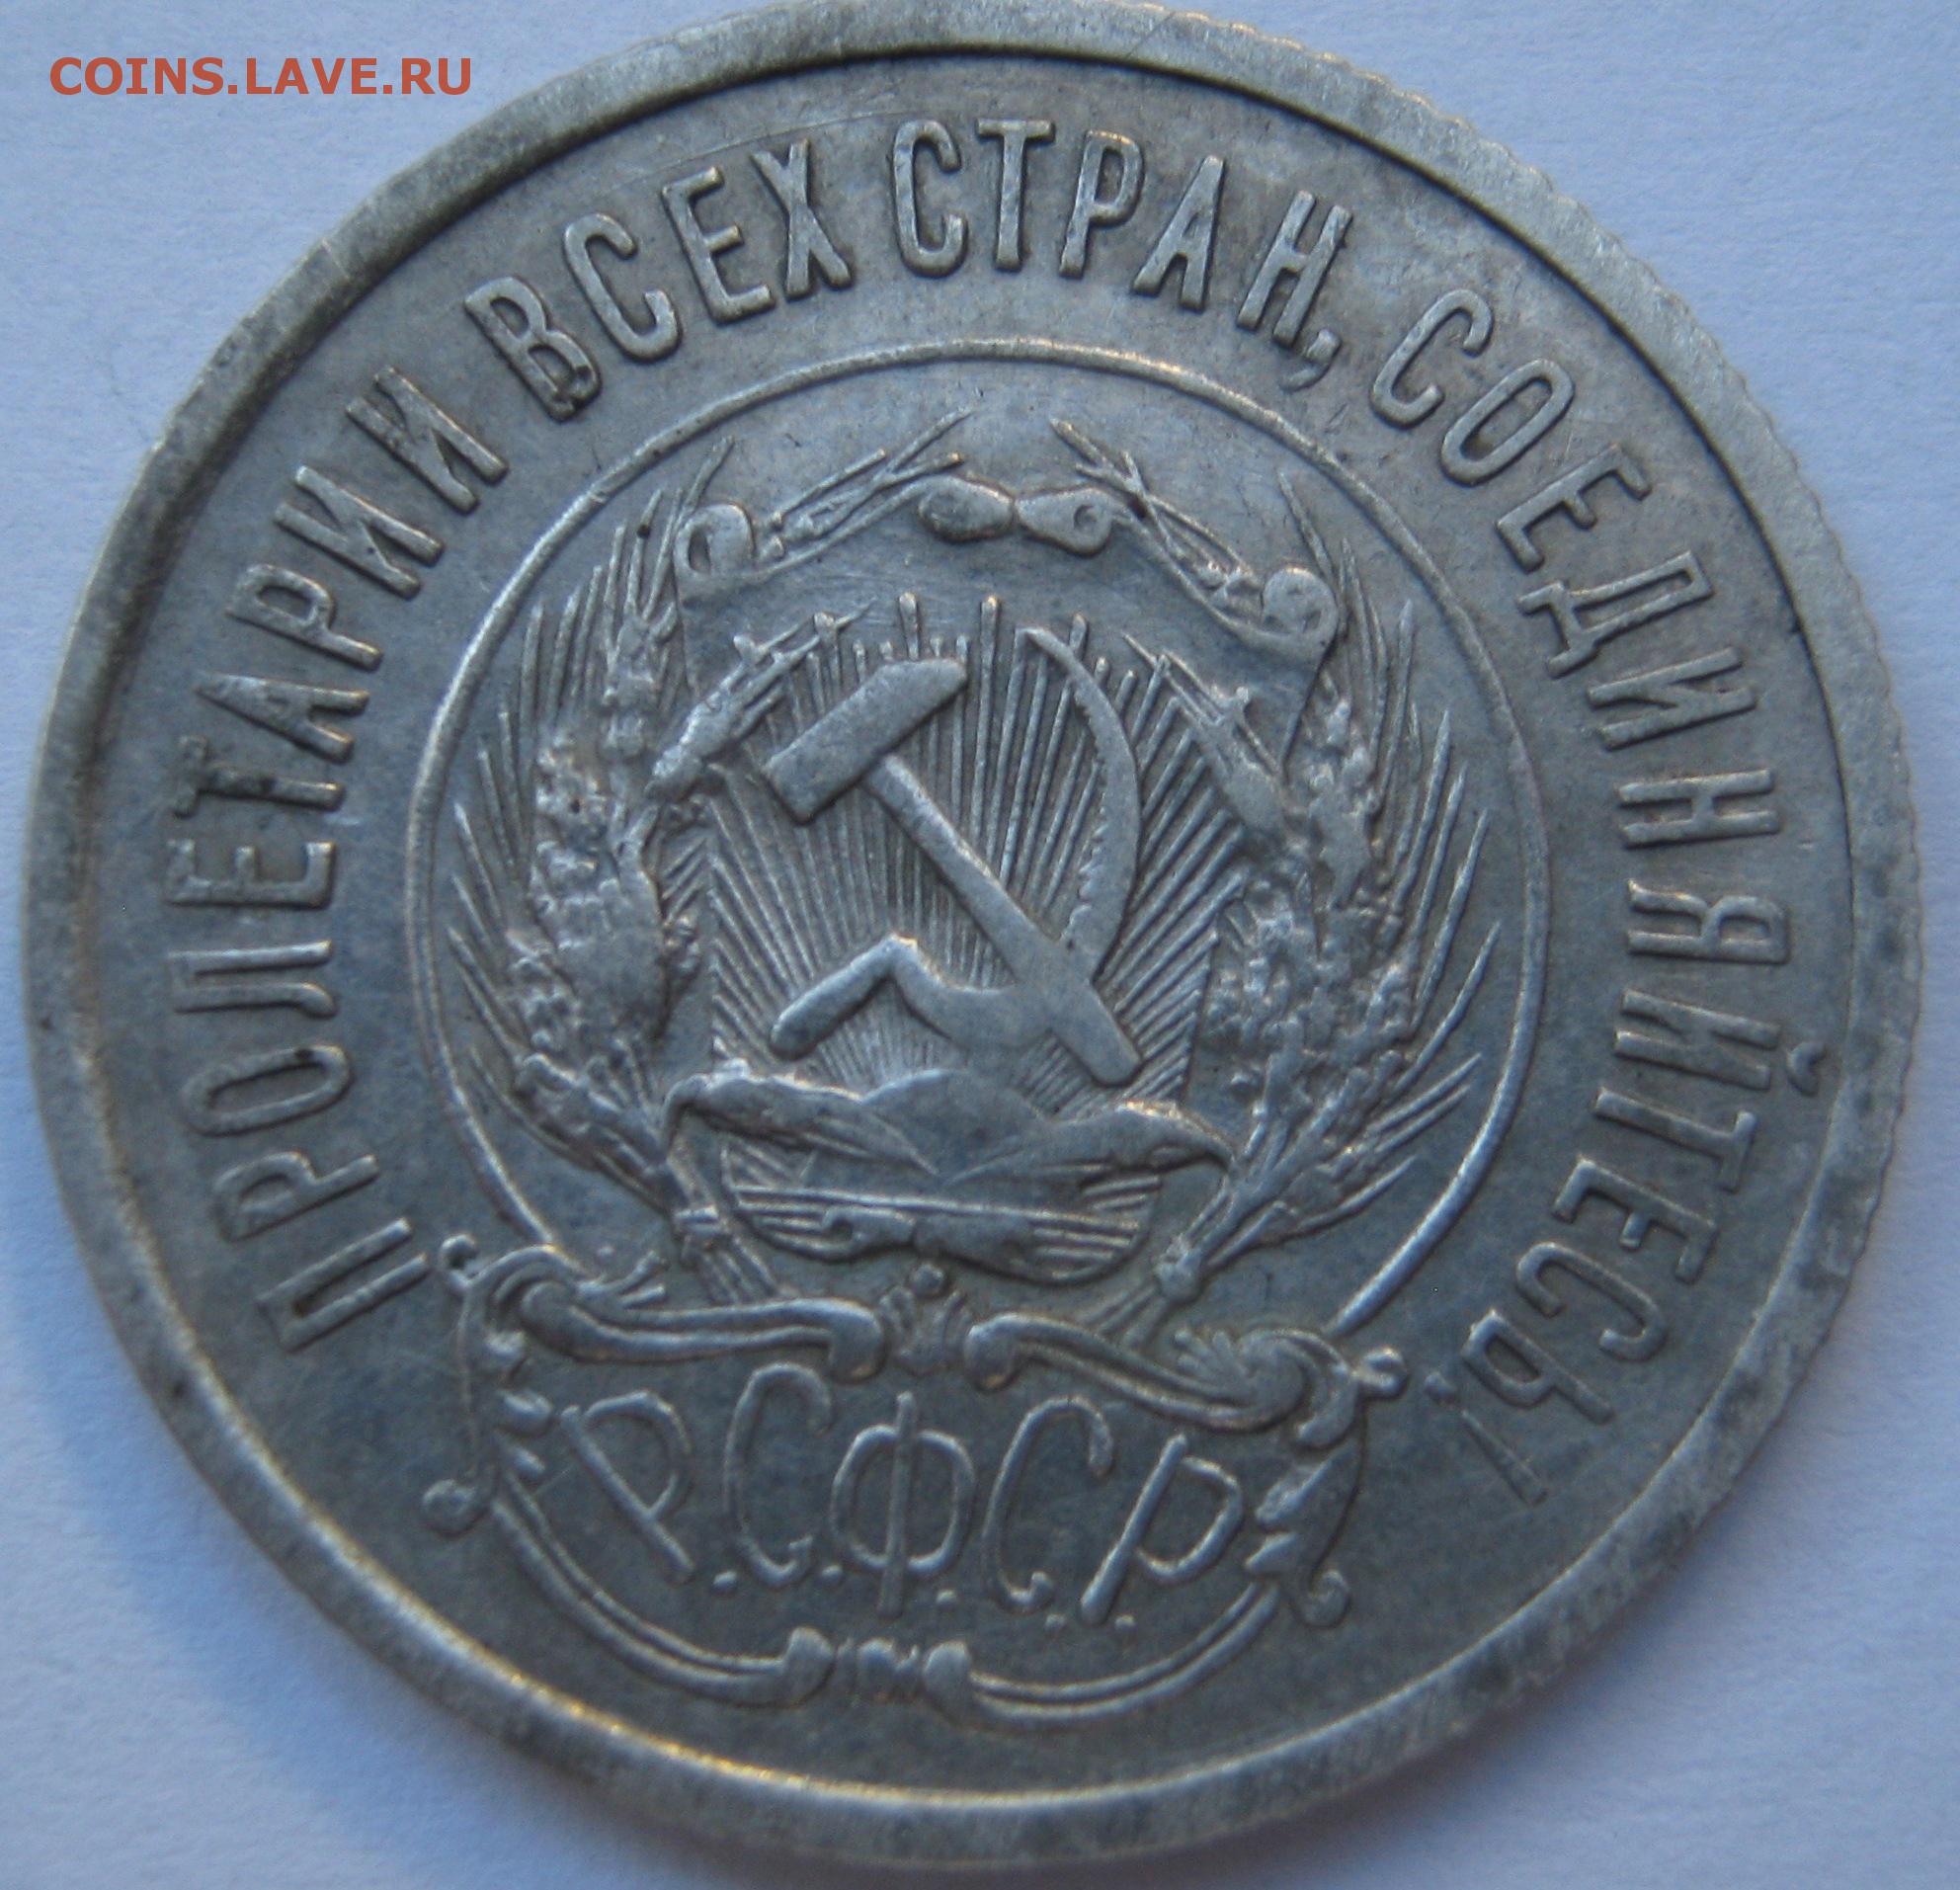 COINS.LAVE.RU
ПРОЛЕТАРИИ ВСЕХ СТРАН, СОЕДИНЯЙТЕСЬ!
Р.С.Ф.С.Р.